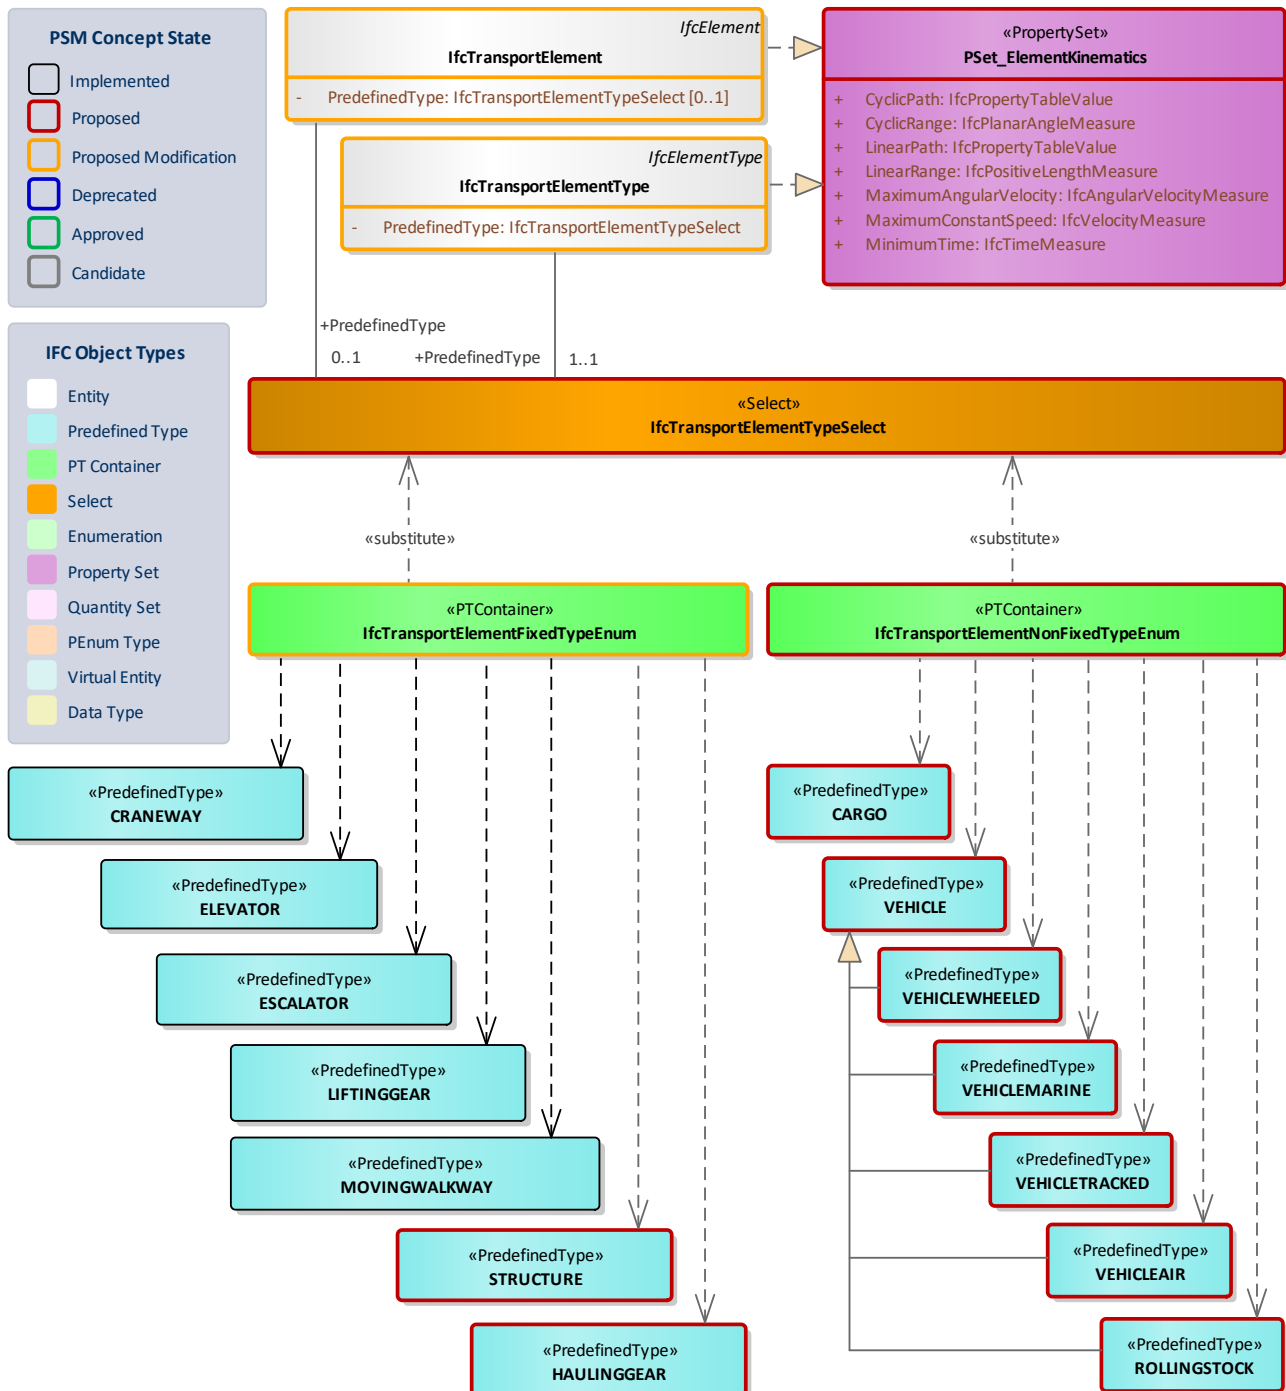 PSM Concept State
Implemented
Proposed
Proposed Modification
Deprecated
Approved
Candidate
IFC Object Types
Entity
Predefined Type
PT Container
Select
Enumeration
Property Set
Quantity Set
PEnum Type
Virtual Entity
Data Type
IfcElement
IfcTransportElement
- PredefinedType: IfcTransportElementTypeSelect [0..1]
IfcElementType
IfcTransportElementType
- PredefinedType: IfcTransportElementTypeSelect
«PropertySet»
PSet_ElementKinematics
+ CyclicPath: IfcPropertyTableValue
+ CyclicRange: IfcPlanarAngleMeasure
+ LinearPath: IfcPropertyTableValue
+ LinearRange: IfcPositiveLengthMeasure
+ MaximumAngularVelocity: IfcAngularVelocityMeasure
+ MaximumConstantSpeed: IfcVelocityMeasure
+ MinimumTime: IfcTimeMeasure
+PredefinedType
0..1
+PredefinedType
1..1
«Select»
IfcTransportElementTypeSelect
«substitute»
«substitute»
«PTContainer»
IfcTransportElementFixedTypeEnum
«PTContainer»
IfcTransportElementNonFixedTypeEnum
«PredefinedType»
CRANEWAY
«PredefinedType»
ELEVATOR
«PredefinedType»
ESCALATOR
«PredefinedType»
LIFTINGGEAR
«PredefinedType»
MOVINGWALKWAY
«PredefinedType»
STRUCTURE
«PredefinedType»
HAULINGGEAR
«PredefinedType»
CARGO
«PredefinedType»
VEHICLE
«PredefinedType»
VEHICLEWHEELED
«PredefinedType»
VEHICLEMARINE
«PredefinedType»
VEHICLETRACKED
«PredefinedType»
VEHICLEAIR
«PredefinedType»
ROLLINGSTOCK